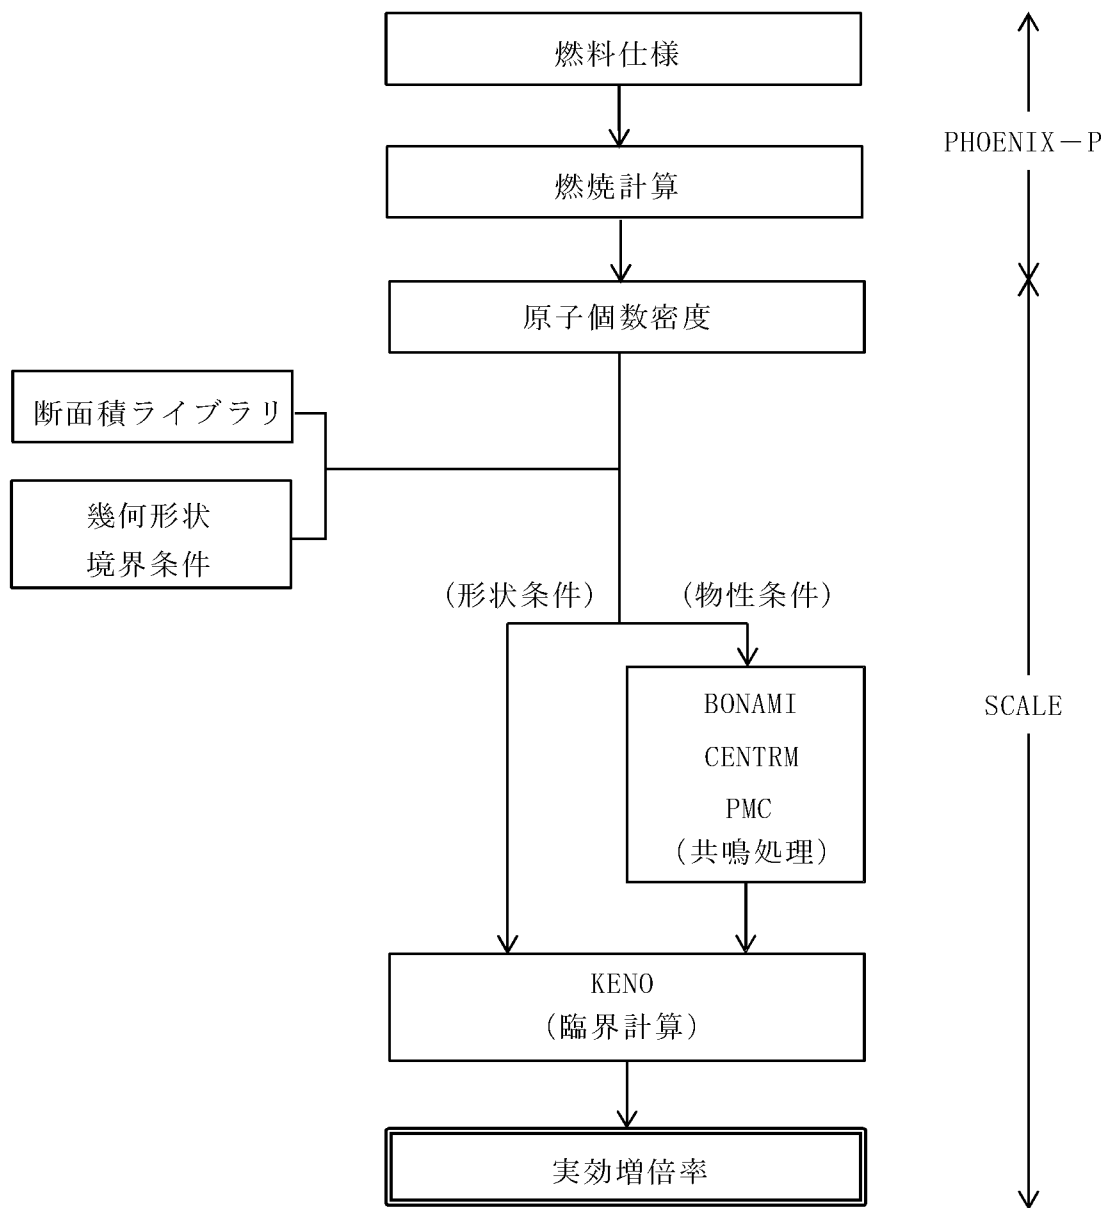 燃料仕様
PHOENIX－P
燃焼計算
原子個数密度
断面積ライブラリ
幾何形状
境界条件
(形状条件)
(物性条件)
BONAMI
CENTRM
PMC
(共鳴処理)
SCALE
KENO
(臨界計算)
実効増倍率